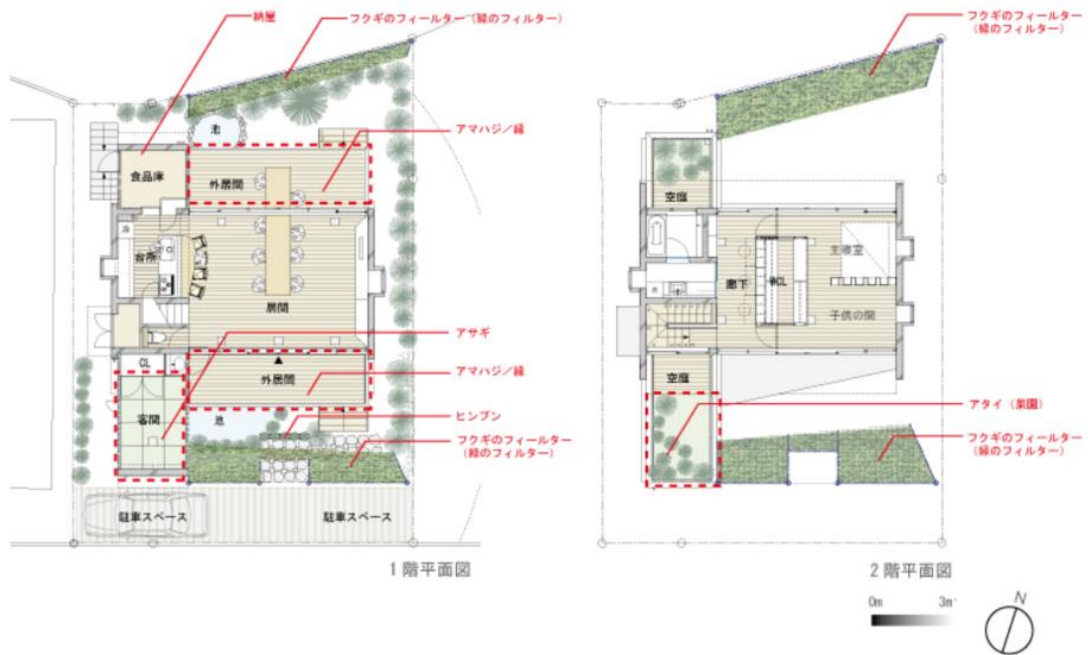 納屋
フクギのフィールター（緑のフィルター）
アマハジ／縁
池
食品庫
外居間
冷
台所
居間
アサギ
アマハジ／縁
CL
外居間
客間
池
ヒンプン
フクギのフィールター
（緑のフィルター）
駐車スペース
駐車スペース
1階平面図
フクギのフィールター
（緑のフィルター）
空庭
主寝室
廊下
WCL
子供の間
空庭
アタイ（菜園）
フクギのフィールター
（緑のフィルター）
2階平面図
0m
3m
N